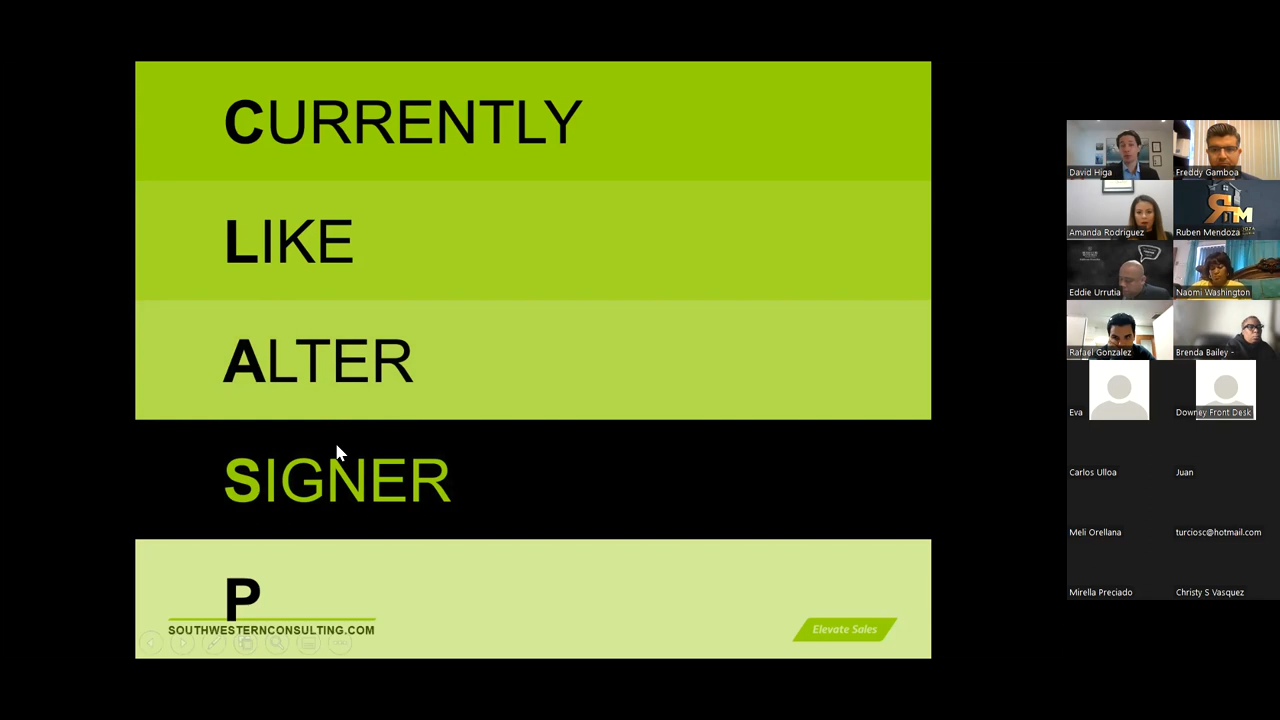 CURRENTLY
LIKE
ALTER
SIGNER
P
SOUTHWESTERNCONSULTING.COM
Elevate Sales
David Higa
Freddy Gamboa
Amanda Rodriguez
Ruben Mendoza
Eddie Urrutia
Naomi Washington
Rafael Gonzalez
Brenda Bailey -
Eva
Downey Front Desk
Carlos Ulloa
Juan
Meli Orellana
turciosc@hotmail.com
Mirella Preciado
Christy S Vasquez